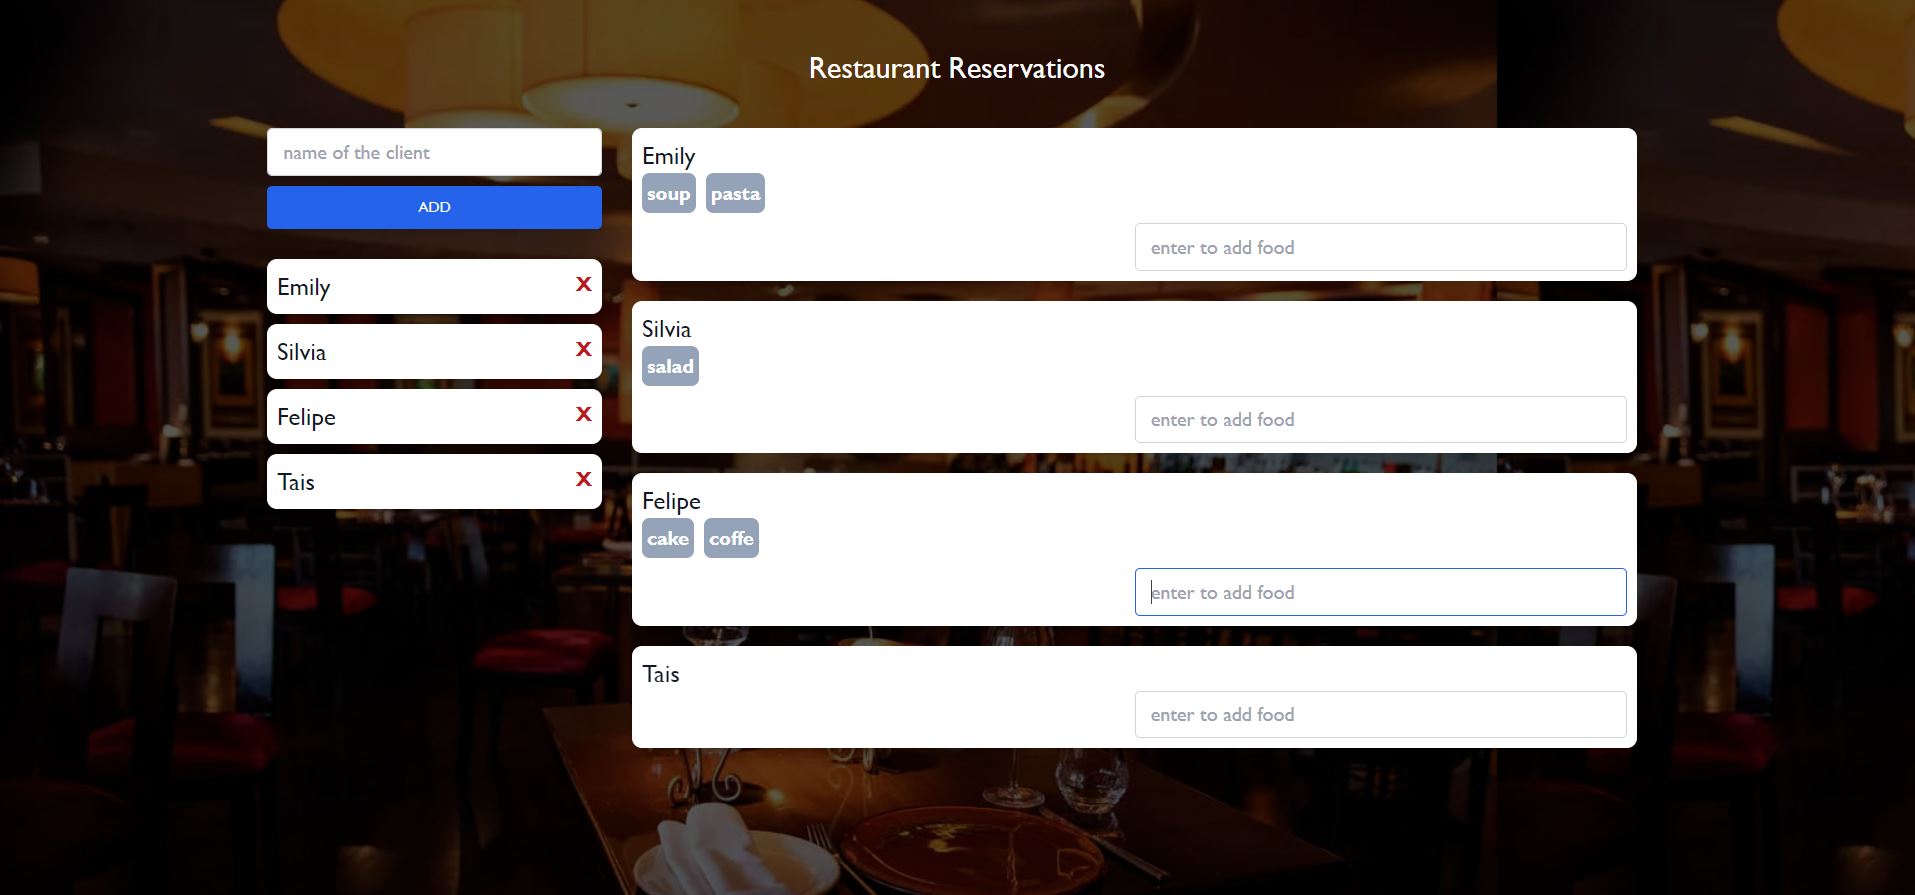 Restaurant Reservations
name of the client
ADD
Emily X
Silvia X
Felipe X
Tais X
Emily
soup pasta
enter to add food
Silvia
salad
enter to add food
Felipe
cake coffe
enter to add food
Tais
enter to add food